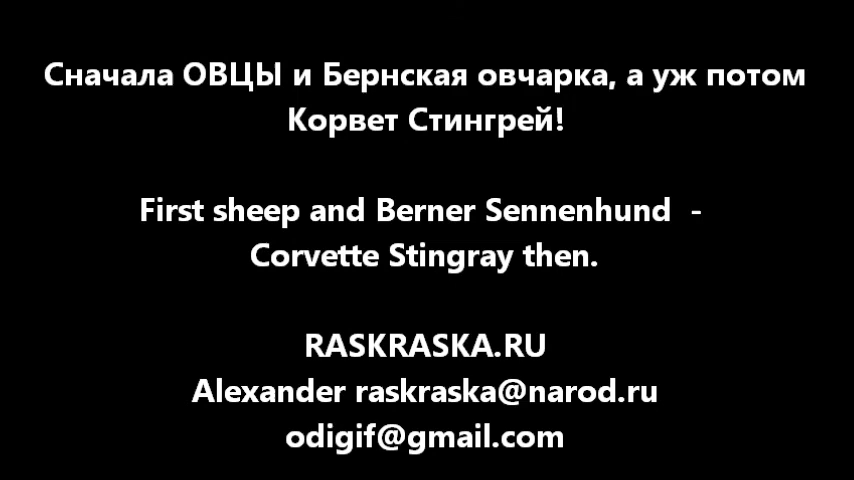 Сначала ОВЦЫ и Бернская овчарка, а уж потом
Корвет Стингрей!
First sheep and Berner Sennenhund -
Corvette Stingray then.
RASKRASKA.RU
Alexander raskraska@narod.ru
odigif@gmail.com